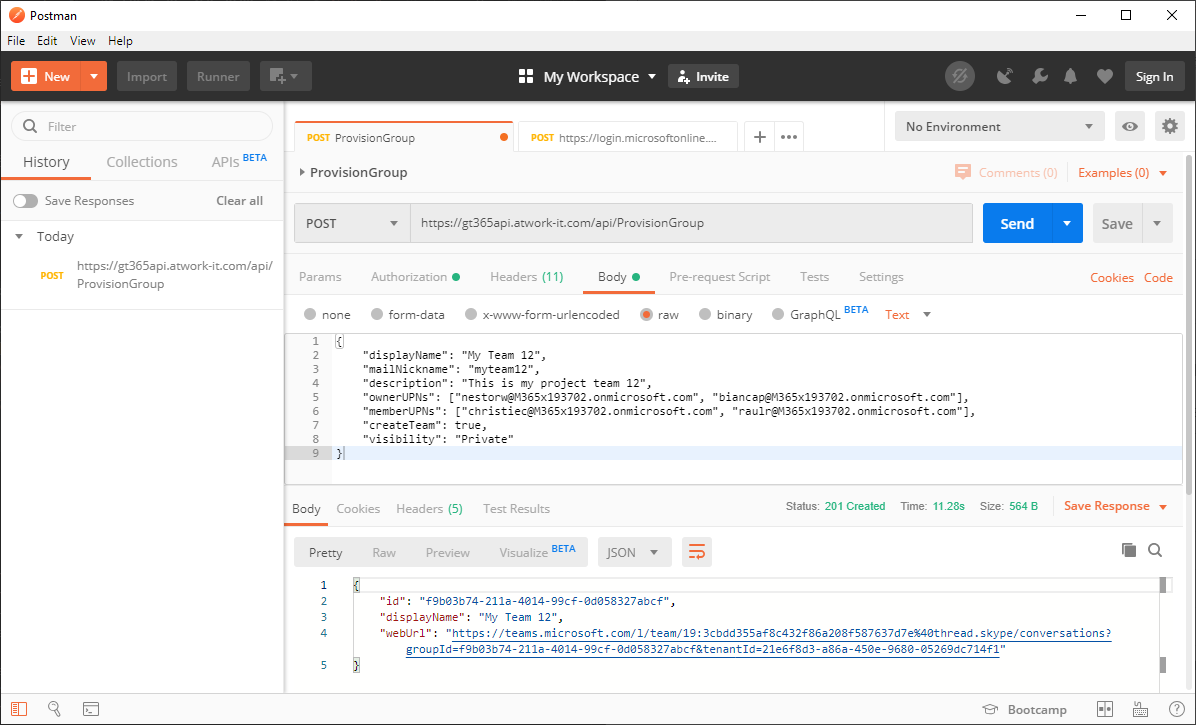 Postman
File Edit View Help
New Import Runner My Workspace Invite Sign In
Filter
History Collections APIs BETA
Save Responses Clear all
Today
POST https://gt365api.atwork-it.com/api/
ProvisionGroup
POST ProvisionGroup POST https://login.microsoftonline.... + ••• No Environment
ProvisionGroup Comments (0) Examples (0)
POST https://gt365api.atwork-it.com/api/ProvisionGroup Send Save
Params Authorization Headers (11) Body Pre-request Script Tests Settings Cookies Code
none form-data x-www-form-urlencoded raw binary GraphQL BETA Text
1 {
2 "displayName": "My Team 12",
3 "mailNickname": "myteam12",
4 "description": "This is my project team 12",
5 "ownerUPNs": ["nestorw@M365x193702.onmicrosoft.com", "biancap@M365x193702.onmicrosoft.com"],
6 "memberUPNs": ["christiec@M365x193702.onmicrosoft.com", "raulr@M365x193702.onmicrosoft.com"],
7 "createTeam": true,
8 "visibility": "Private"
9 }
Body Cookies Headers (5) Test Results Status: 201 Created Time: 11.28s Size: 564 B Save Response
Pretty Raw Preview Visualize BETA JSON
1 {
2 "id": "f9b03b74-211a-4014-99cf-0d058327abcf",
3 "displayName": "My Team 12",
4 "webUrl": "https://teams.microsoft.com/l/team/19:3cbdd355af8c432f86a208f587637d7e%40thread.skype/conversations?
groupId=f9b03b74-211a-4014-99cf-0d058327abcf&tenantId=21e6f8d3-a86a-450e-9680-05269dc714f1"
5 }
Bootcamp